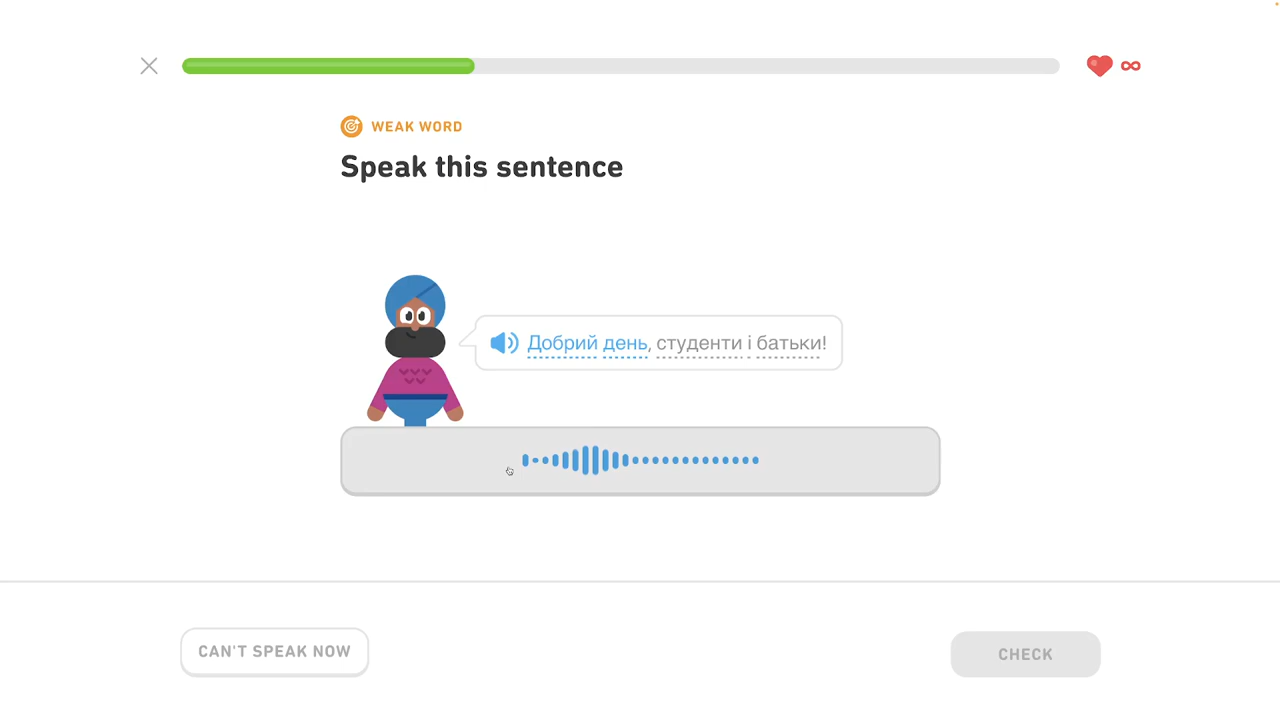 WEAK WORD
Speak this sentence
Добрий день, студенти і батьки!
CAN'T SPEAK NOW
CHECK